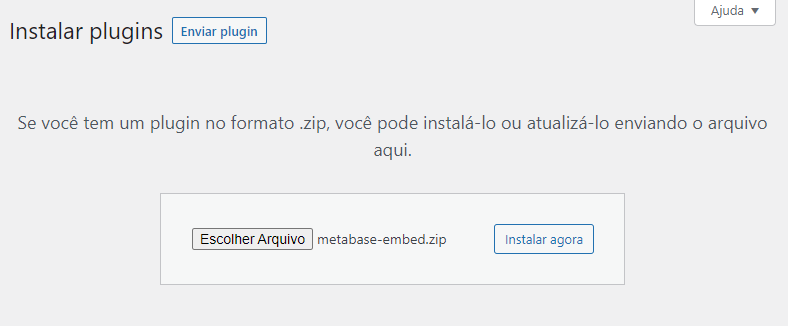 Ajuda
Instalar plugins Enviar plugin
Se você tem um plugin no formato .zip, você pode instalá-lo ou atualizá-lo enviando o arquivo
aqui.
Escolher Arquivo metabase-embed.zip Instalar agora